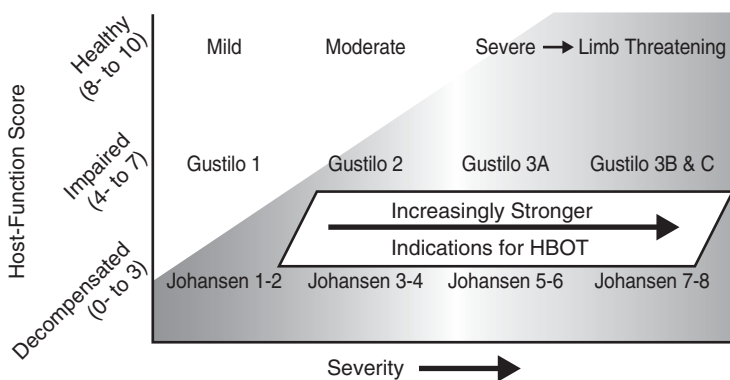 Host-Function Score
Healthy
(8- to 10)
Impaired
(4- to 7)
Decompensated
(0- to 3)
Mild Moderate Severe Limb Threatening
Gustilo 1 Gustilo 2 Gustilo 3A Gustilo 3B & C
Increasingly Stronger
Indications for HBOT
Johansen 1-2 Johansen 3-4 Johansen 5-6 Johansen 7-8
Severity